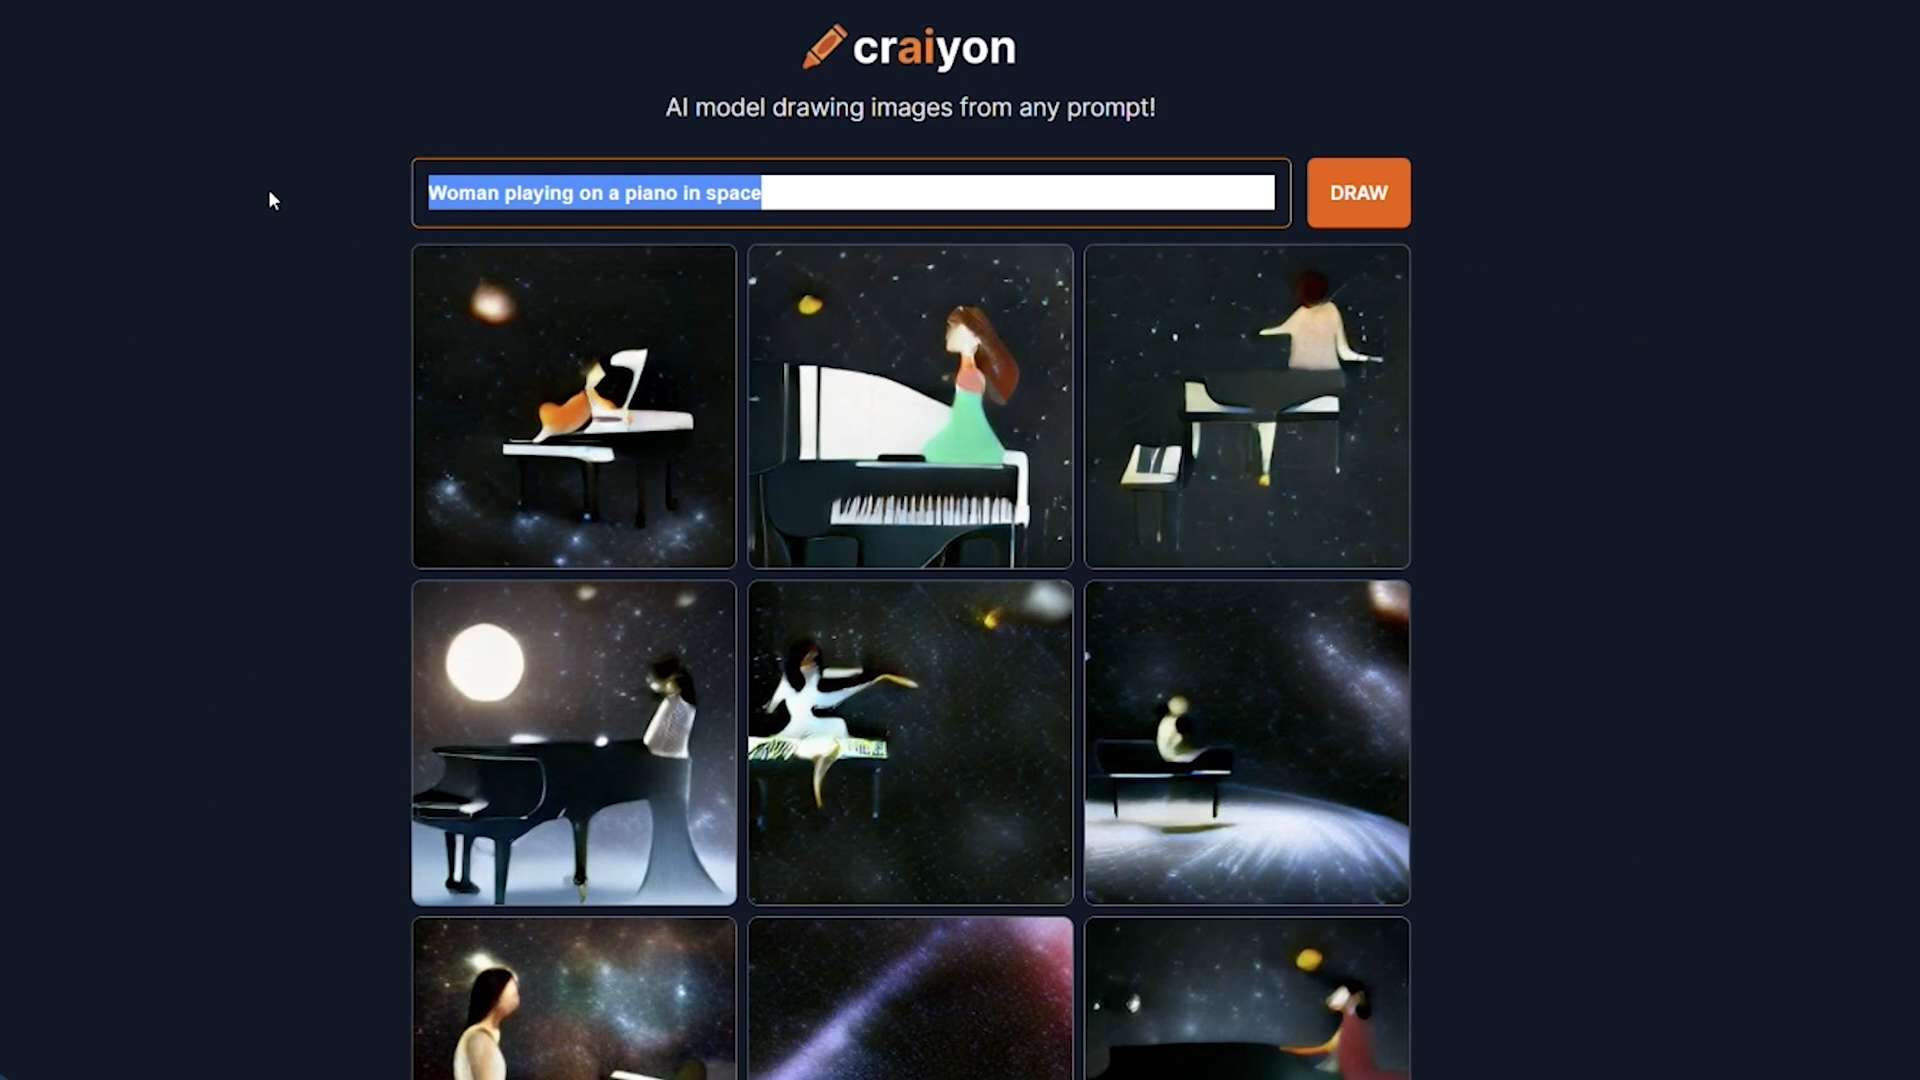 craiyon
AI model drawing images from any prompt!
Woman playing on a piano in space
DRAW